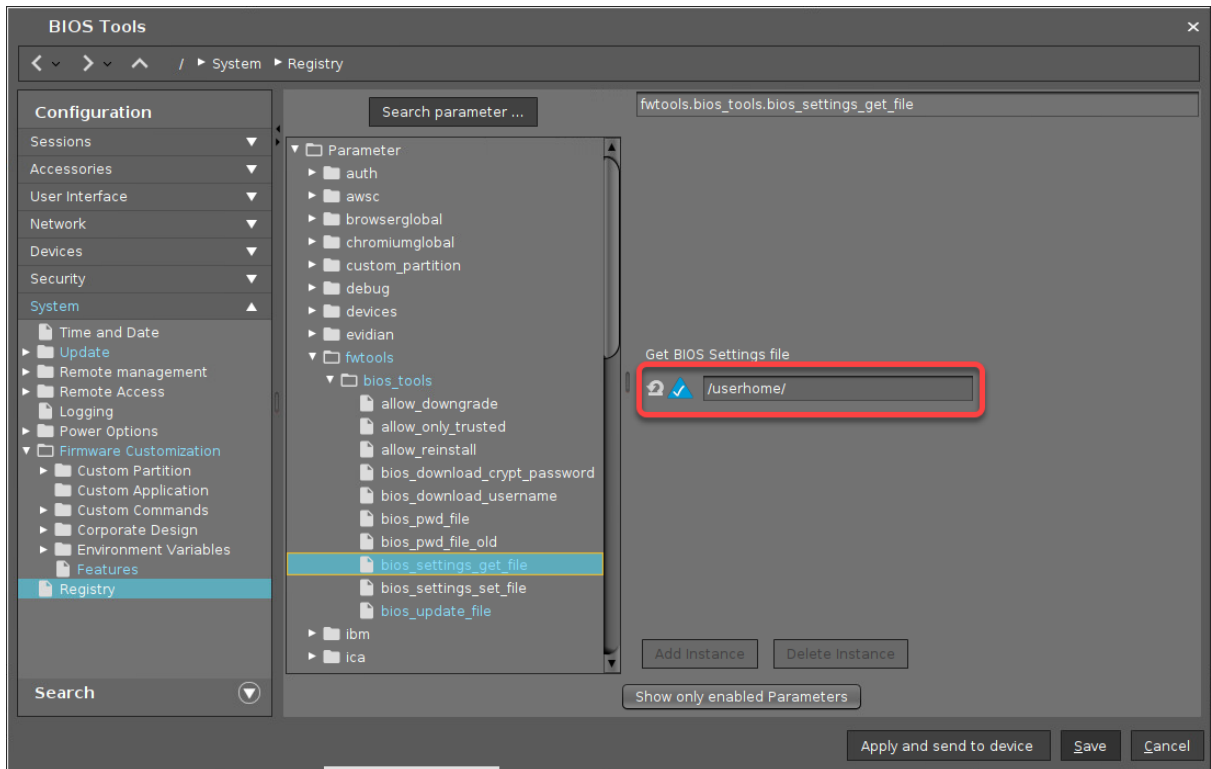 BIOS Tools
/ System Registry
Configuration
Sessions
Accessories
User Interface
Network
Devices
Security
System
Time and Date
Update
Remote management
Remote Access
Logging
Power Options
Firmware Customization
Custom Partition
Custom Application
Custom Commands
Corporate Design
Environment Variables
Features
Registry
Search
Search parameter ...
Parameter
auth
awsc
browserglobal
chromiumglobal
custom_partition
debug
devices
evidian
fwtools
bios_tools
allow_downgrade
allow_only_trusted
allow_reinstall
bios_download_crypt_password
bios_download_username
bios_pwd_file
bios_pwd_file_old
bios_settings_get_file
bios_settings_set_file
bios_update_file
ibm
ica
fwtools.bios_tools.bios_settings_get_file
Get BIOS Settings file
/userhome/
Add Instance Delete Instance
Show only enabled Parameters
Apply and send to device Save Cancel